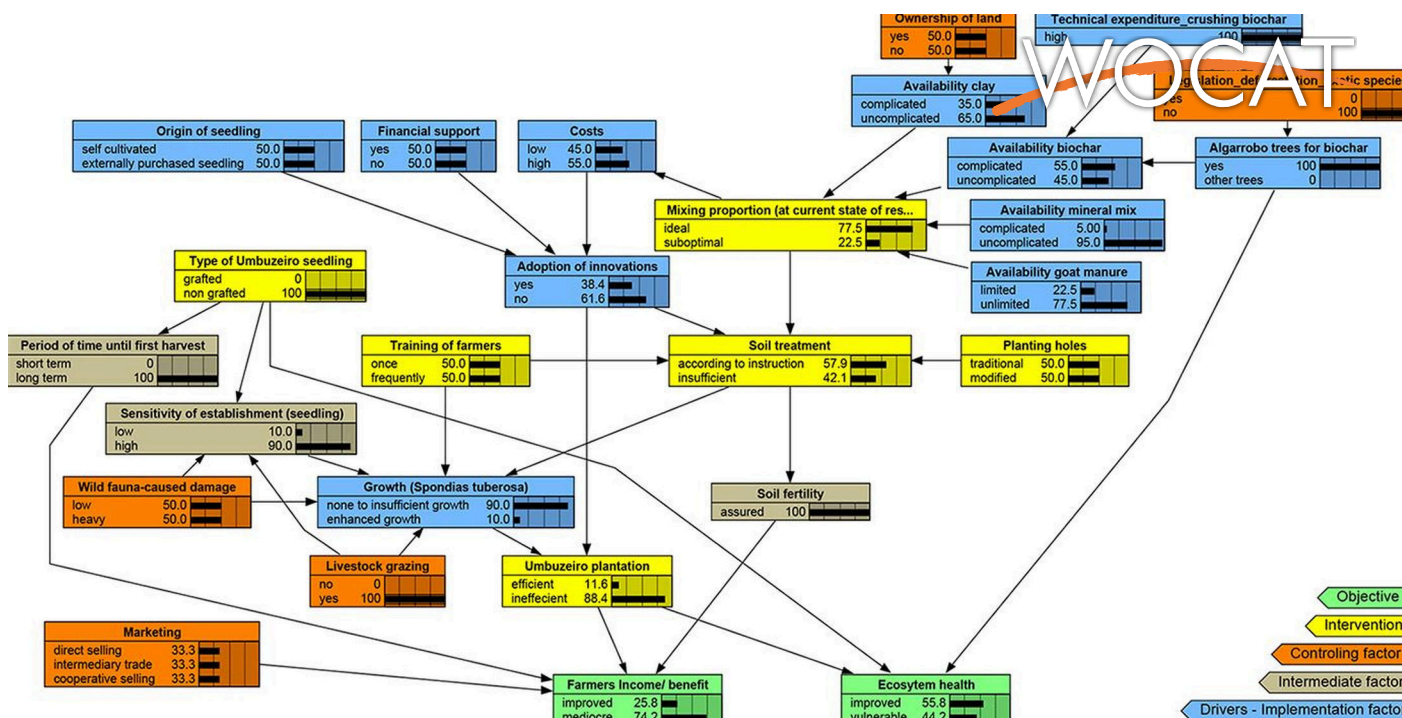 Ownership of land
yes 50.0
no 50.0
Technical expenditure_crushing biochar
high 100
WOCAT
yes 0
no 100
Availability clay
complicated 35.0
uncomplicated 65.0
Origin of seedling
self cultivated 50.0
externally purchased seedling 50.0
Financial support
yes 50.0
no 50.0
Costs
low 45.0
high 55.0
Availability biochar
complicated 55.0
uncomplicated 45.0
Algarrobo trees for biochar
yes 100
other trees 0
Mixing proportion (at current state of res...
ideal 77.5
suboptimal 22.5
Availability mineral mix
complicated 5.00
uncomplicated 95.0
Type of Umbuzeiro seedling
grafted 0
non grafted 100
Adoption of innovations
yes 38.4
no 61.6
Availability goat manure
limited 22.5
unlimited 77.5
Period of time until first harvest
short term 0
long term 100
Training of farmers
once 50.0
frequently 50.0
Soil treatment
according to instruction 57.9
insufficient 42.1
Planting holes
traditional 50.0
modified 50.0
Sensitivity of establishment (seedling)
low 10.0
high 90.0
Wild fauna-caused damage
low 50.0
heavy 50.0
Growth (Spondias tuberosa)
none to insufficient growth 90.0
enhanced growth 10.0
Soil fertility
assured 100
Livestock grazing
no 0
yes 100
Umbuzeiro plantation
efficient 11.6
ineffecient 88.4
Marketing
direct selling 33.3
intermediary trade 33.3
cooperative selling 33.3
Farmers Income/ benefit
improved 25.8
mediocre 74.2
Ecosytem health
improved 55.8
vulnerable 44.2
Objective
Intervention
Controling factor
Intermediate factor
Drivers - Implementation facto